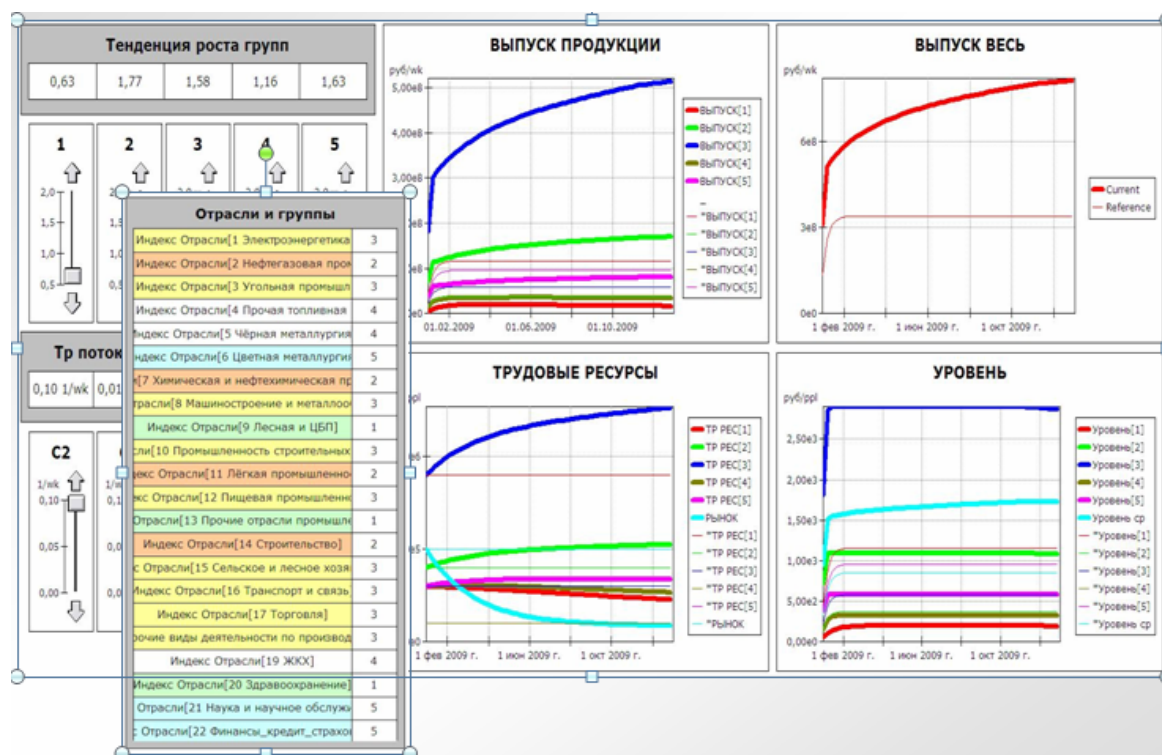 Тенденция роста групп
0,63 1,77 1,58 1,16 1,63
1 2 3 4 5
2,0
1,5
1,0
0,5
Тр поток
0,10 1/wk 0,01
C2
1/wk
0,10
0,05
0,00
Отрасли и группы
Индекс Отрасли[1 Электроэнергетика 3
Индекс Отрасли[2 Нефтегазовая пром 2
Индекс Отрасли[3 Угольная промышл 3
Индекс Отрасли[4 Прочая топливная 4
Индекс Отрасли[5 Чёрная металлургия 4
ндекс Отрасли[6 Цветная металлургия 5
[7 Химическая и нефтехимическая пр 2
трасли[8 Машиностроение и металлооб 3
Индекс Отрасли[9 Лесная и ЦБП] 1
сли[10 Промышленность строительных 3
екс Отрасли[11 Лёгкая промышленно 2
екс Отрасли[12 Пищевая промышленно 3
Отрасли[13 Прочие отрасли промышле 1
Индекс Отрасли[14 Строительство] 2
с Отрасли[15 Сельское и лесное хозя 3
Индекс Отрасли[16 Транспорт и связь 3
Индекс Отрасли[17 Торговля] 3
рочие виды деятельности по производ 3
Индекс Отрасли[19 ЖКХ] 4
Индекс Отрасли[20 Здравоохранение] 1
Отрасли[21 Наука и научное обслужи 5
с Отрасли[22 Финансы_кредит_страхо 5
ВЫПУСК ПРОДУКЦИИ
руб/wk
5,00e8
4,00e8
3,00e8
01.02.2009 01.06.2009 01.10.2009
ВЫПУСК[1]
ВЫПУСК[2]
ВЫПУСК[3]
ВЫПУСК[4]
ВЫПУСК[5]
_
*ВЫПУСК[1]
*ВЫПУСК[2]
*ВЫПУСК[3]
*ВЫПУСК[4]
*ВЫПУСК[5]
ВЫПУСК ВЕСЬ
руб/wk
6e8
3e8
0e0
1 фев 2009 г. 1 июн 2009 г. 1 окт 2009 г.
Current
Reference
ТРУДОВЫЕ РЕСУРСЫ
ppl
1 фев 2009 г. 1 июн 2009 г. 1 окт 2009 г.
ТР РЕС[1]
ТР РЕС[2]
ТР РЕС[3]
ТР РЕС[4]
ТР РЕС[5]
РЫНОК
*ТР РЕС[1]
*ТР РЕС[2]
*ТР РЕС[3]
*ТР РЕС[4]
*ТР РЕС[5]
*РЫНОК
УРОВЕНЬ
руб/ppl
2,50e3
2,00e3
1,50e3
1,00e3
5,00e2
0,00e0
1 фев 2009 г. 1 июн 2009 г. 1 окт 2009 г.
Уровень[1]
Уровень[2]
Уровень[3]
Уровень[4]
Уровень[5]
Уровень ср
*Уровень[1]
*Уровень[2]
*Уровень[3]
*Уровень[4]
*Уровень[5]
*Уровень ср